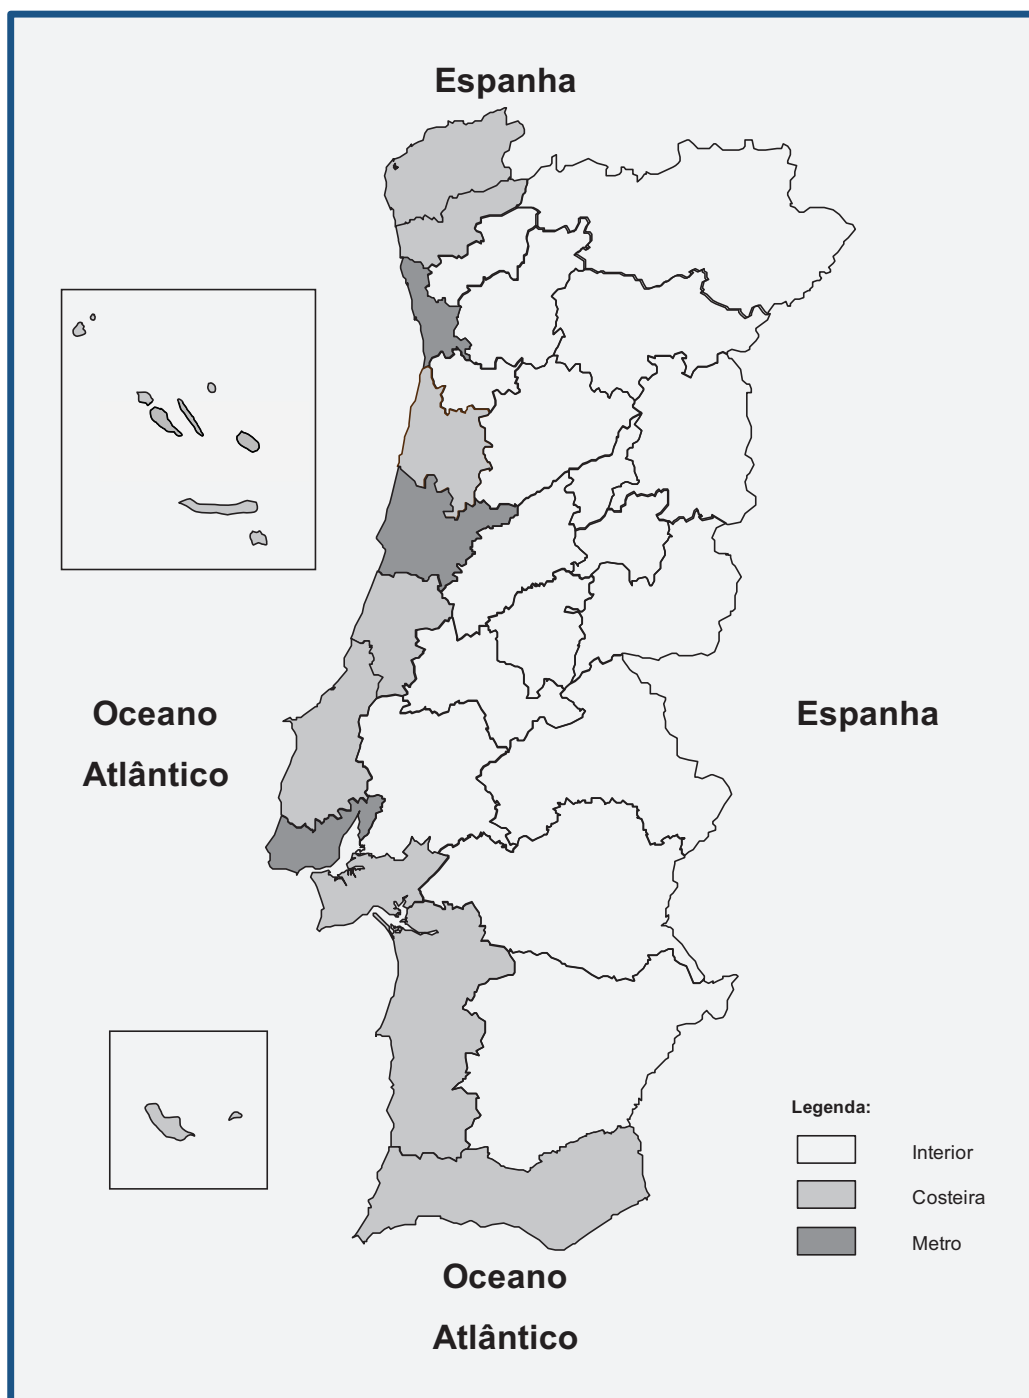 Espanha
Oceano
Atlântico
Espanha
Legenda:
Interior
Costeira
Metro
Oceano
Atlântico